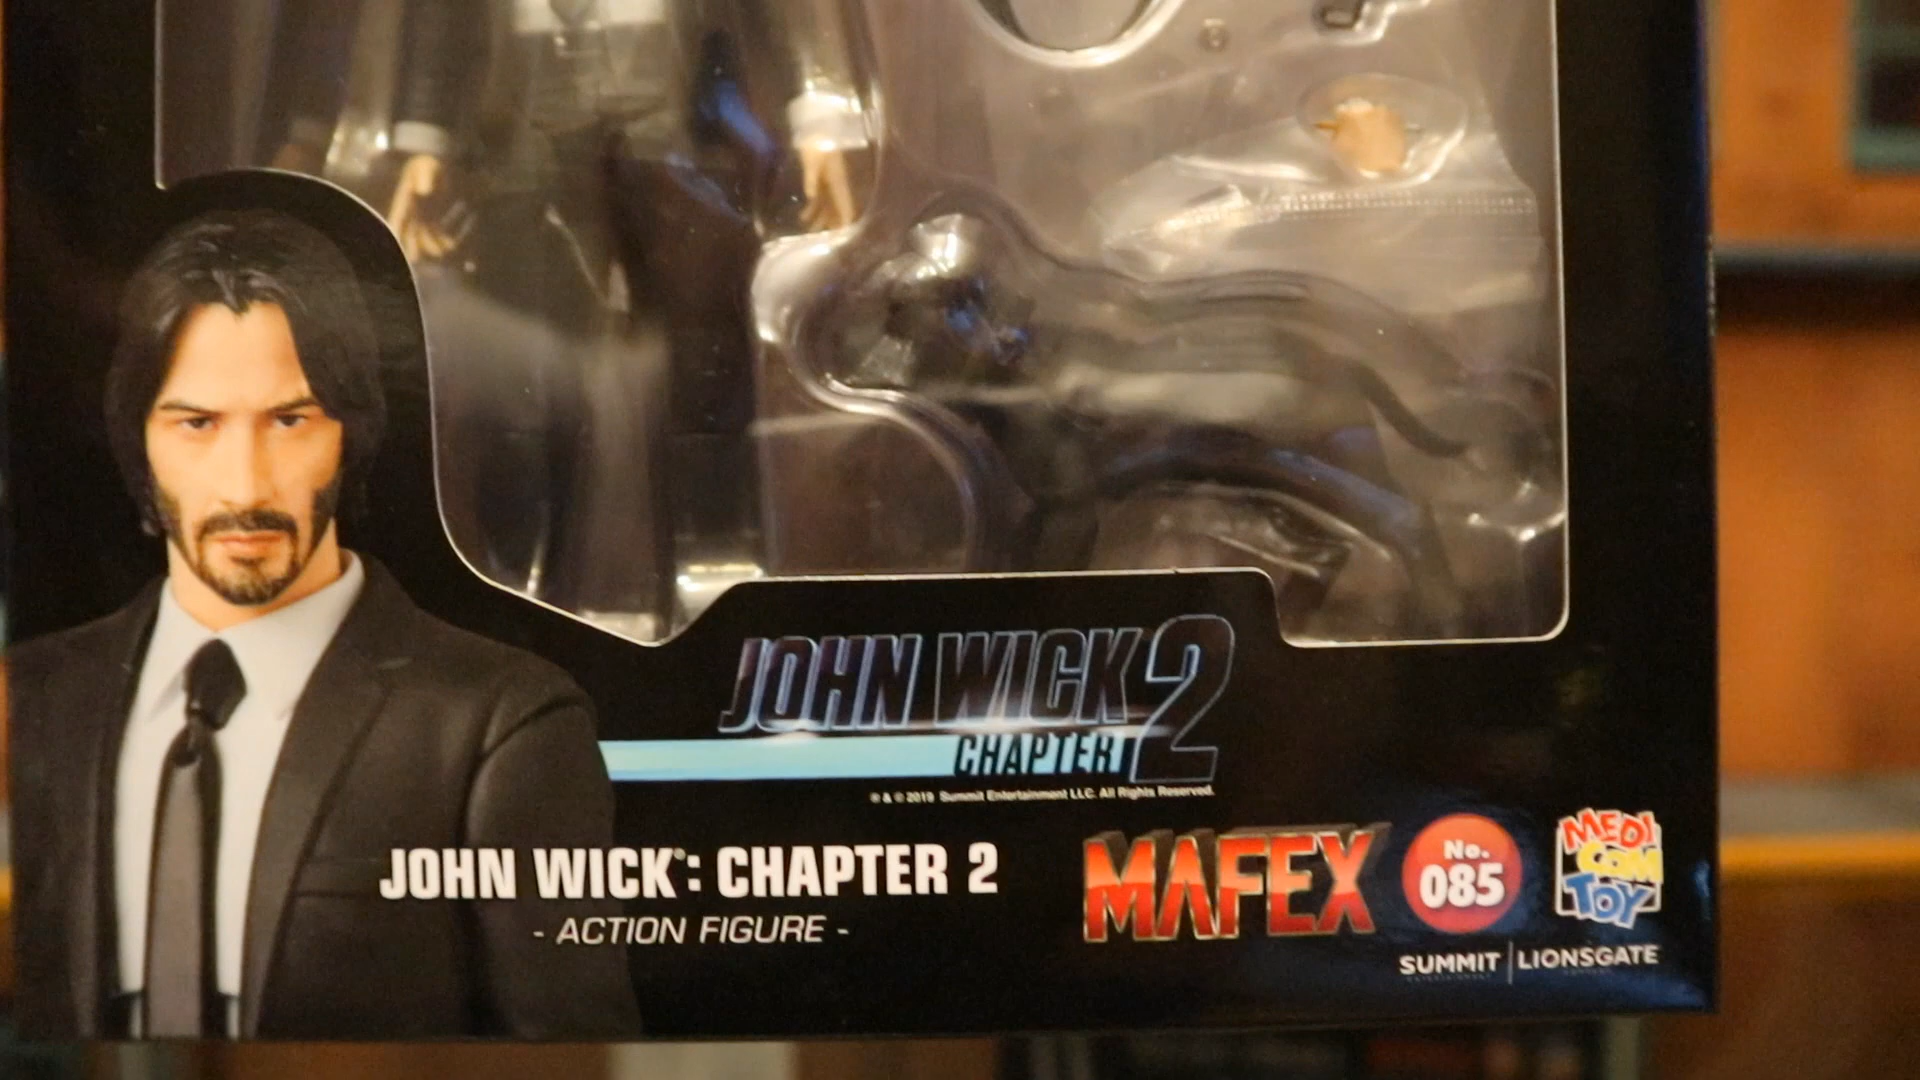 JOHN WICK 2
CHAPTER
® & © 2019 Summit Entertainment LLC. All Rights Reserved.
JOHN WICK®: CHAPTER 2
- ACTION FIGURE -
MAFEX
No.
085
MEDI
COM
TOY
SUMMIT | LIONSGATE